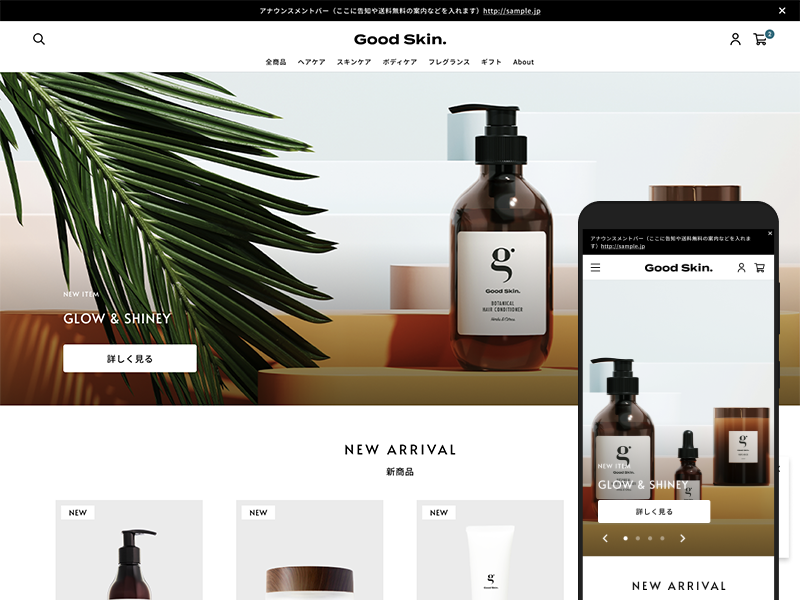 アナウンスメントバー（ここに告知や送料無料の案内などを入れます）http://sample.jp
Good Skin.
2
全商品 ヘアケア スキンケア ボディケア フレグランス ギフト About
g
Good Skin.
BOTANICAL
HAIR CONDITIONER
NEW ITEM
GLOW & SHINEY
詳しく見る
NEW ARRIVAL
新商品
NEW NEW NEW
g
Good Skin.
アナウンスメントバー（ここに告知や送料無料の案内などを入れま
す）http://sample.jp
Good Skin.
g
g
g
NEW ITEM
GLOW & SHINEY
詳しく見る
NEW ARRIVAL